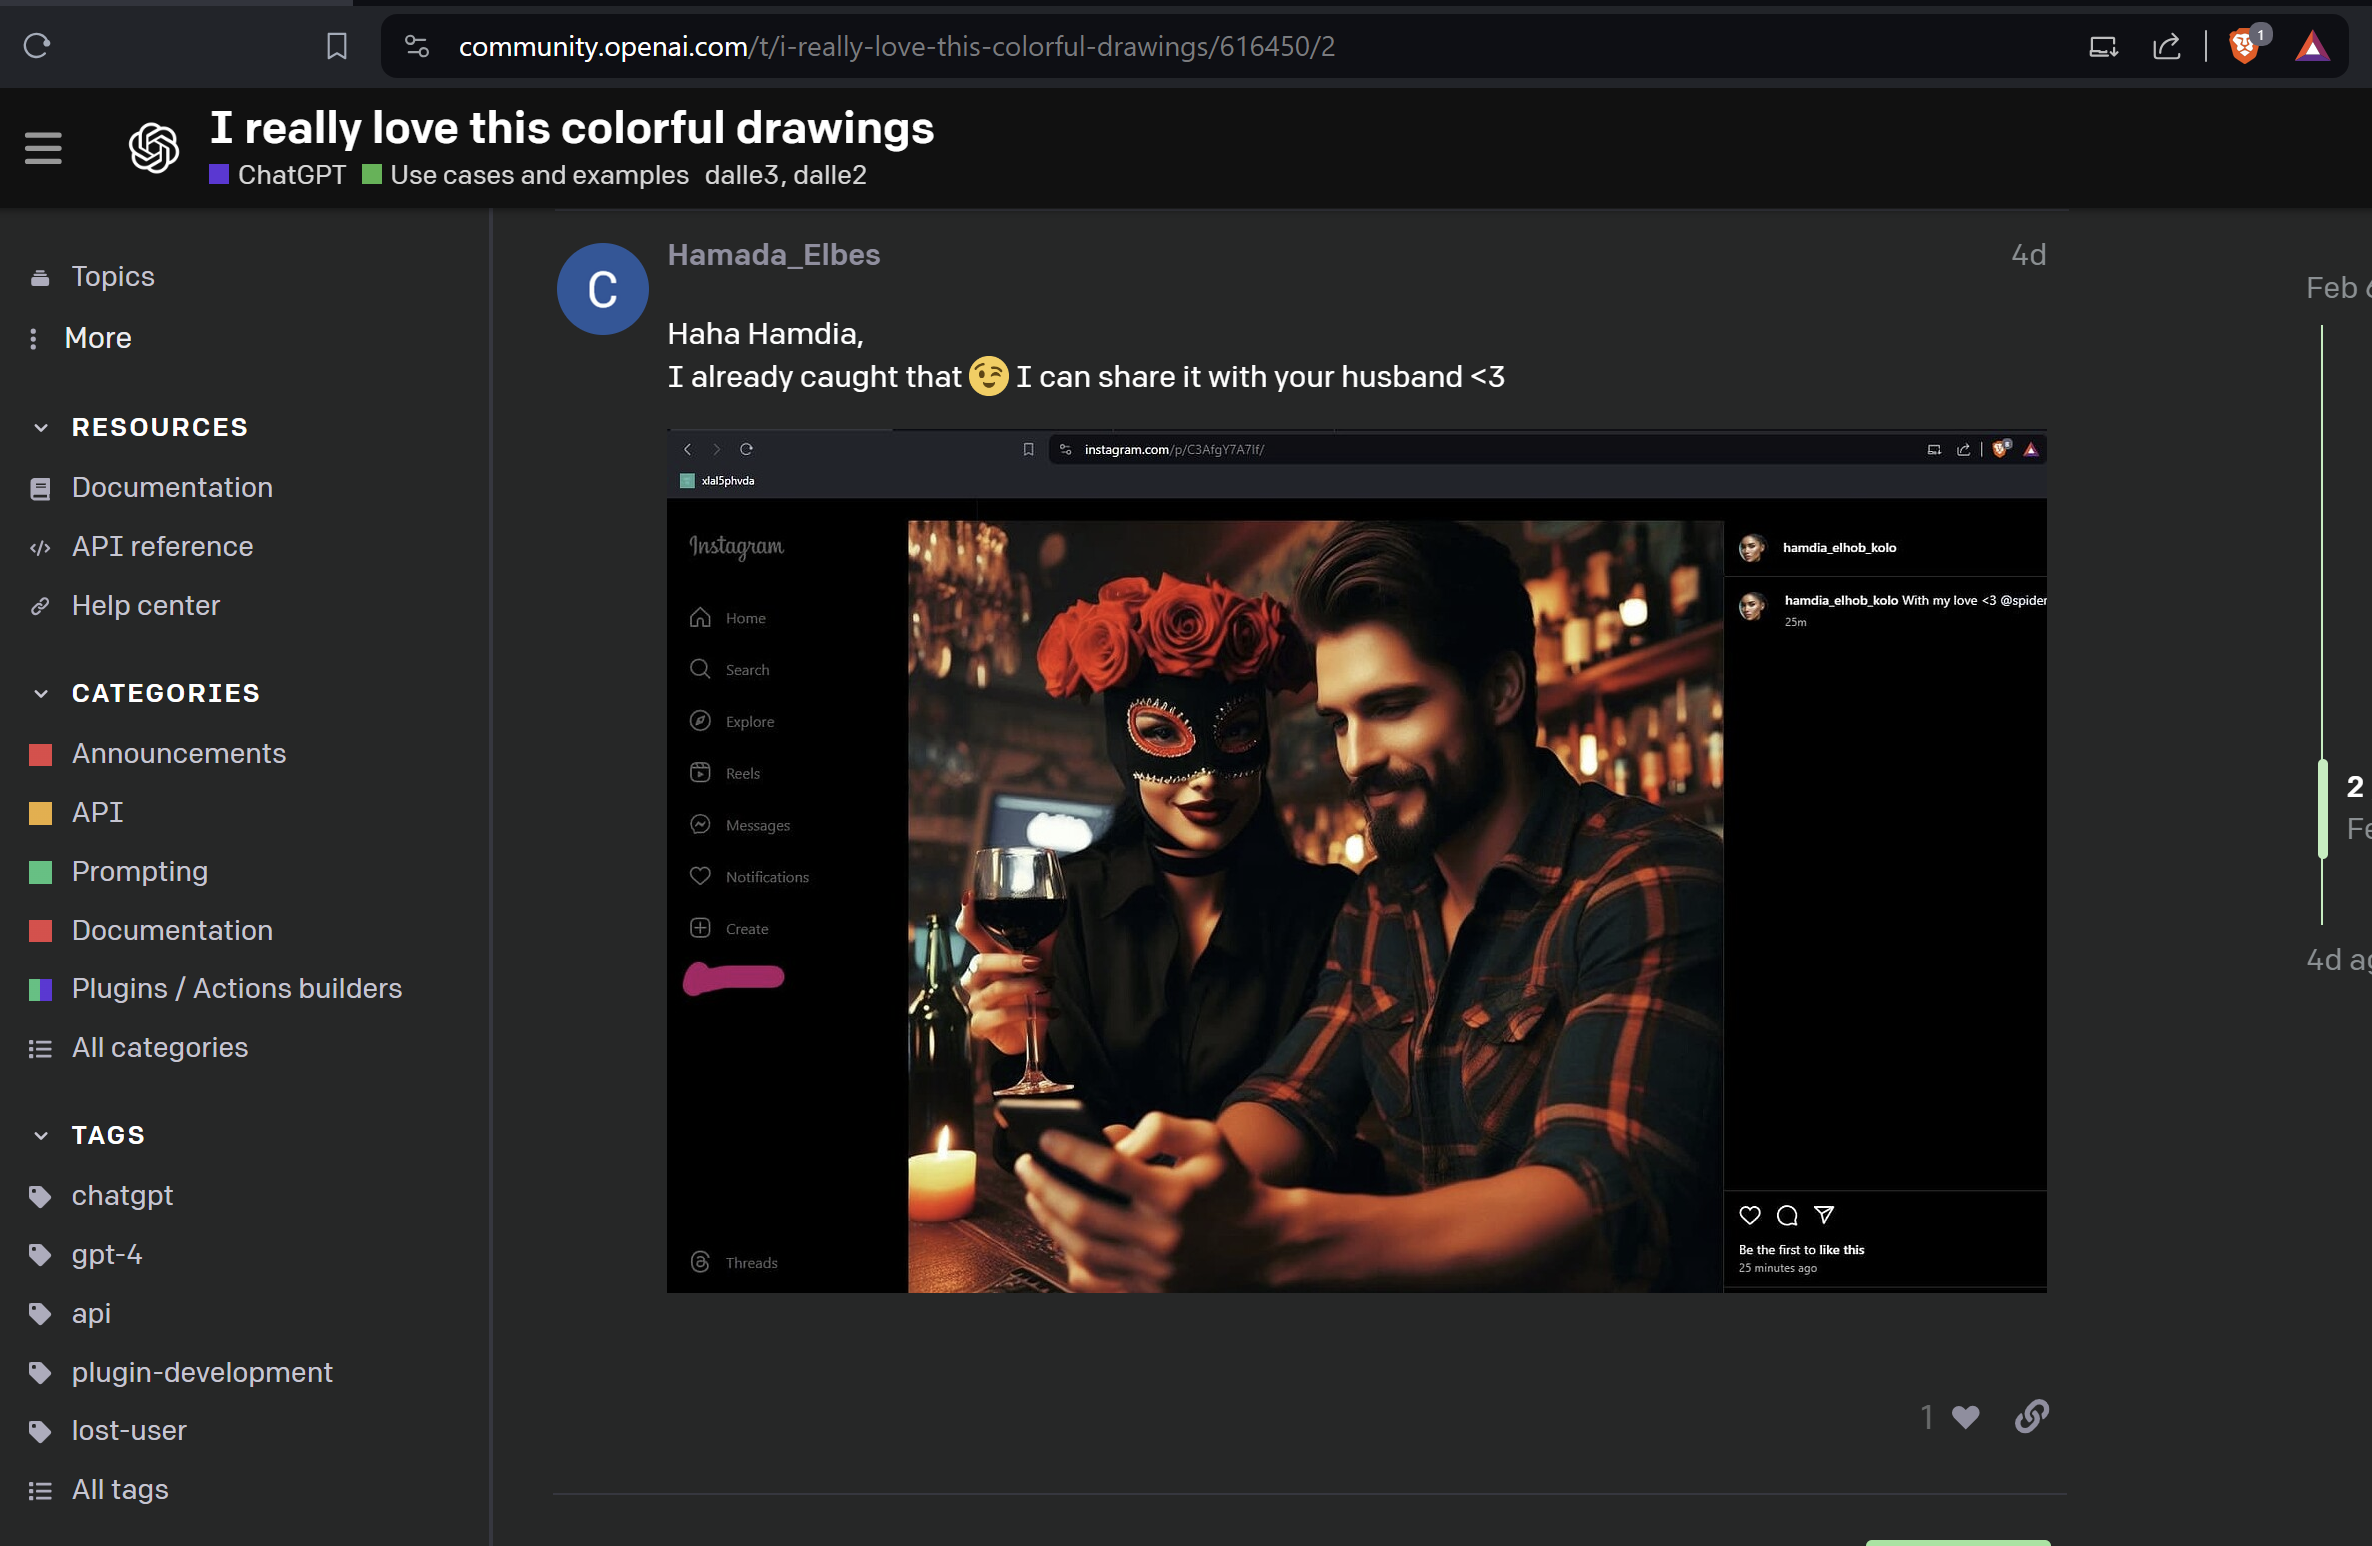 community.openai.com/t/i-really-love-this-colorful-drawings/616450/2
1
I really love this colorful drawings
ChatGPT Use cases and examples dalle3, dalle2
Topics
More
RESOURCES
Documentation
API reference
Help center
CATEGORIES
Announcements
API
Prompting
Documentation
Plugins / Actions builders
All categories
TAGS
chatgpt
gpt-4
api
plugin-development
lost-user
All tags
C
Hamada_Elbes
4d
Haha Hamdia,
I already caught that 😉 I can share it with your husband <3
instagram.com/p/C3AfgY7A7lf/
xlal5phvda
Instagram
Home
Search
Explore
Reels
Messages
Notifications
Create
Threads
hamdia_elhob_kolo
hamdia_elhob_kolo With my love <3 @spider
25m
Be the first to like this
25 minutes ago
1
Feb
2
4d